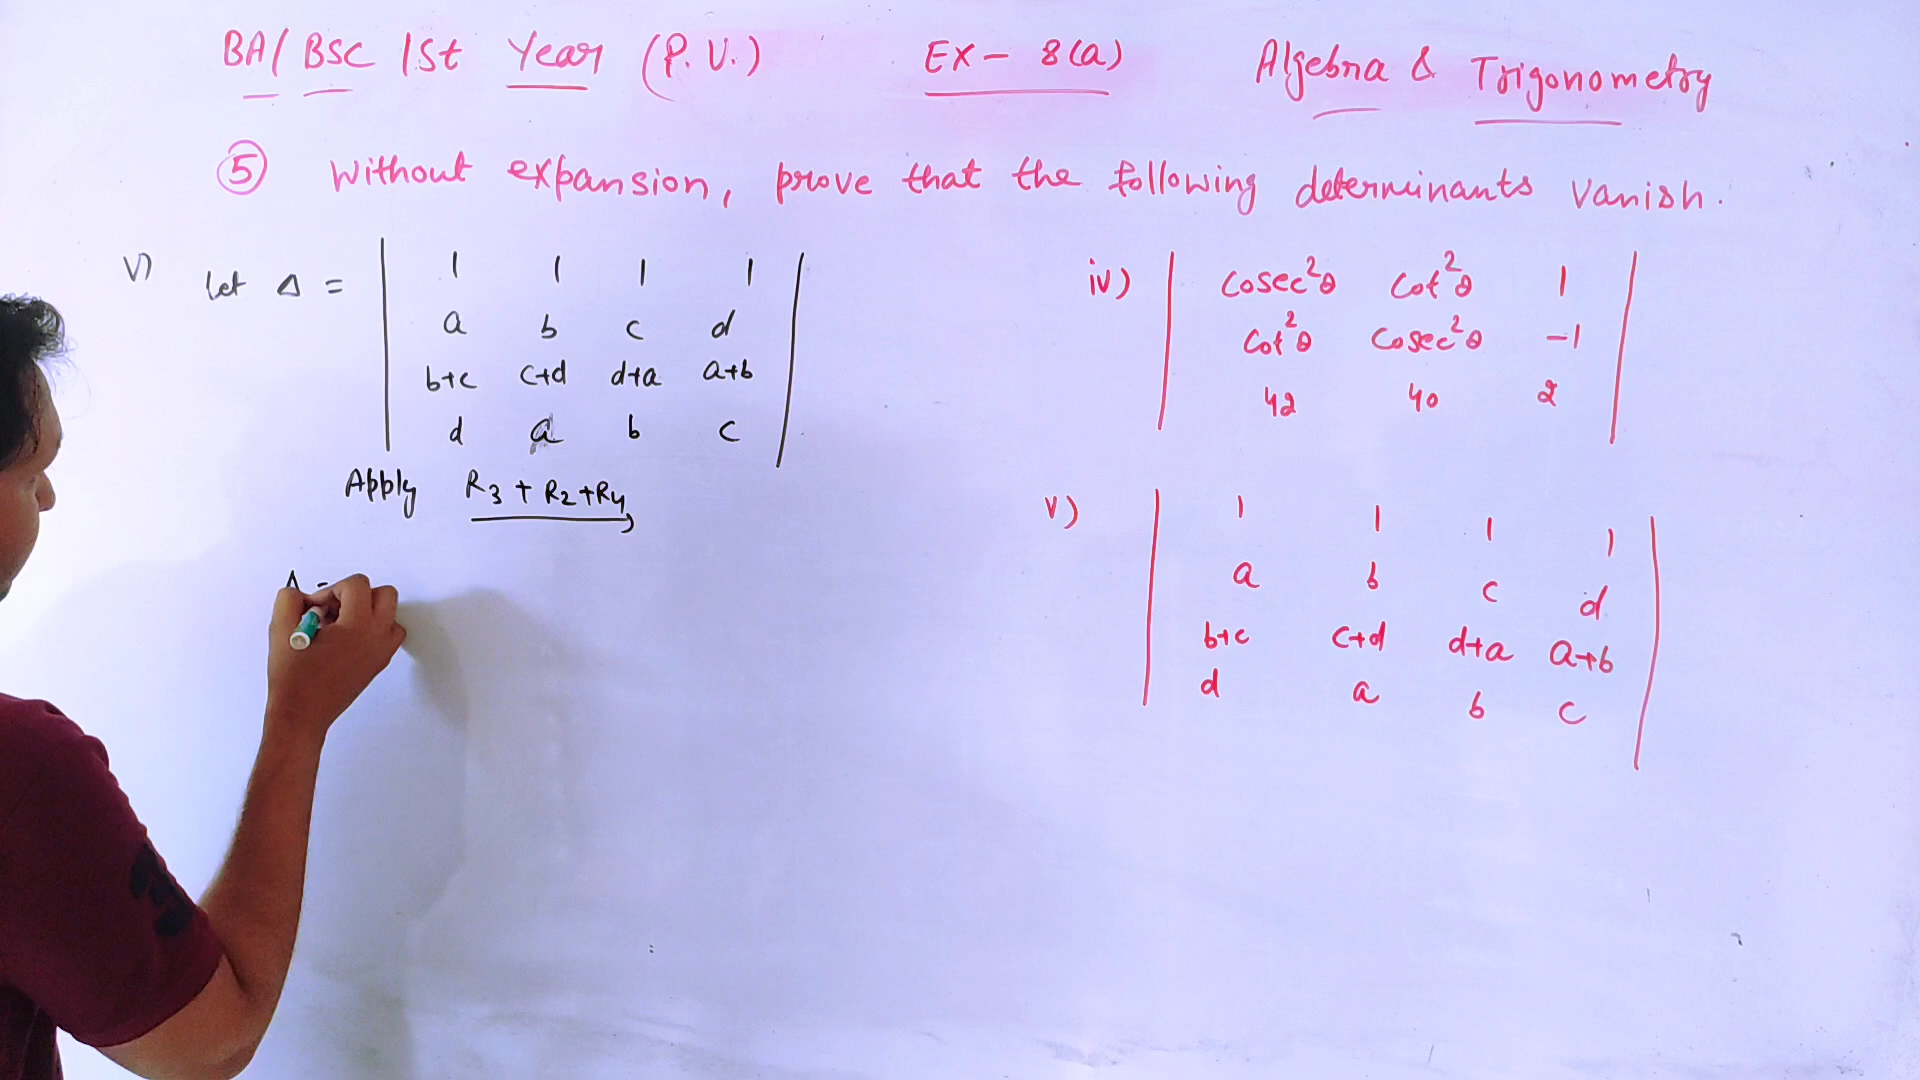 BA/BSC 1St Year (P.U.) EX- 8(a) Algebra & Trigonometry
⑤ Without expansion, prove that the following determinants vanish.
V) let Δ = | 1 1 1 1 |
a b c d
b+c c+d d+a a+b
d a b c
Apply R₃ + R₂ + R₄
Δ =
iv) | cosec²θ cot²θ 1 |
cot²θ cosec²θ -1
42 40 2
v) | 1 1 1 1 |
a b c d
b+c c+d d+a a+b
d a b c